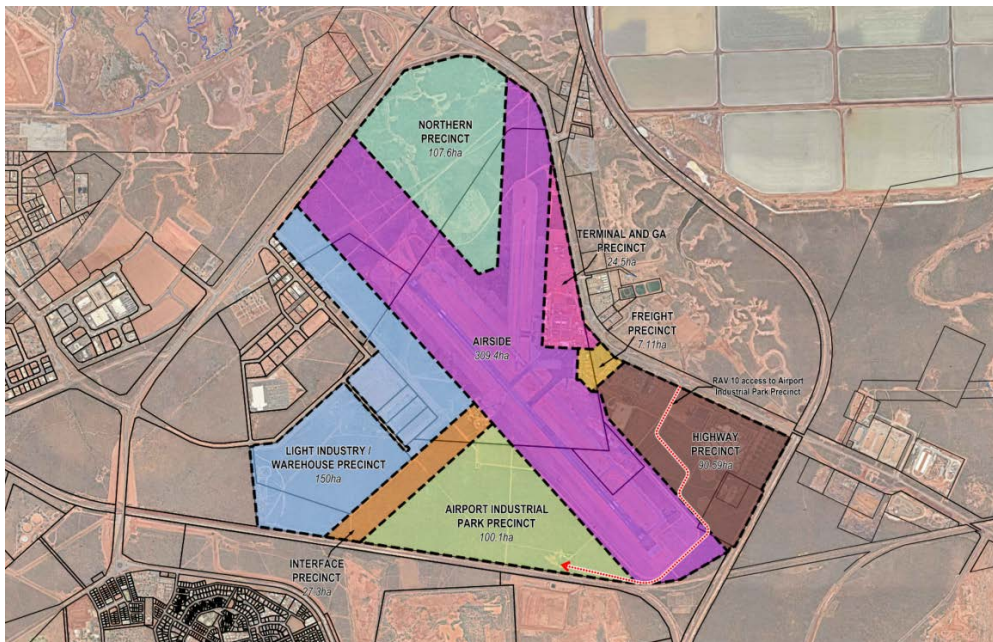 NORTHERN
PRECINCT
107.6ha
TERMINAL AND GA
PRECINCT
24.5ha
FREIGHT
PRECINCT
7.11ha
AIRSIDE
309.4ha
RAV 10 access to Airport
Industrial Park Precinct
HIGHWAY
PRECINCT
90.59ha
LIGHT INDUSTRY /
WAREHOUSE PRECINCT
150ha
AIRPORT INDUSTRIAL
PARK PRECINCT
100.1ha
INTERFACE
PRECINCT
27.3ha